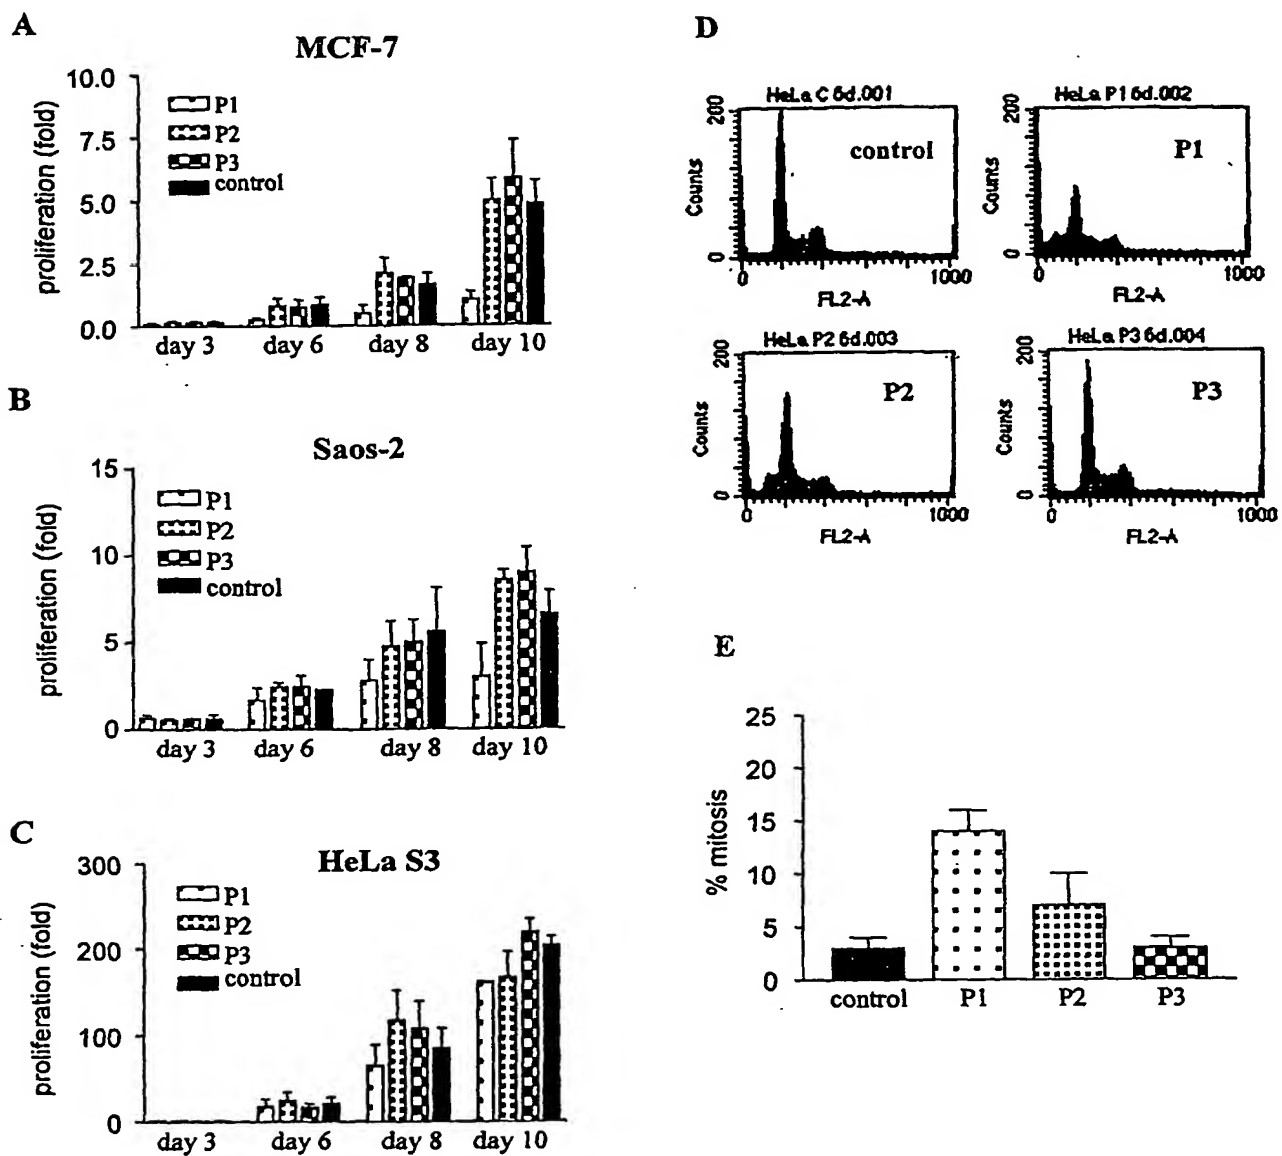 A
MCF-7
10.0
7.5
5.0
2.5
0.0
proliferation (fold)
P1
P2
P3
control
day 3
day 6
day 8
day 10
B
Saos-2
15
10
5
0
proliferation (fold)
P1
P2
P3
control
day 3
day 6
day 8
day 10
C
HeLa S3
300
200
100
0
proliferation (fold)
P1
P2
P3
control
day 3
day 6
day 8
day 10
D
HeLa C 6d.001
control
200
0
Counts
0
1000
FL2-A
HeLa P1 6d.002
P1
200
0
Counts
0
1000
FL2-A
HeLa P2 6d.003
P2
200
0
Counts
0
1000
FL2-A
HeLa P3 6d.004
P3
200
0
Counts
0
1000
FL2-A
E
25
20
15
10
5
0
% mitosis
control
P1
P2
P3